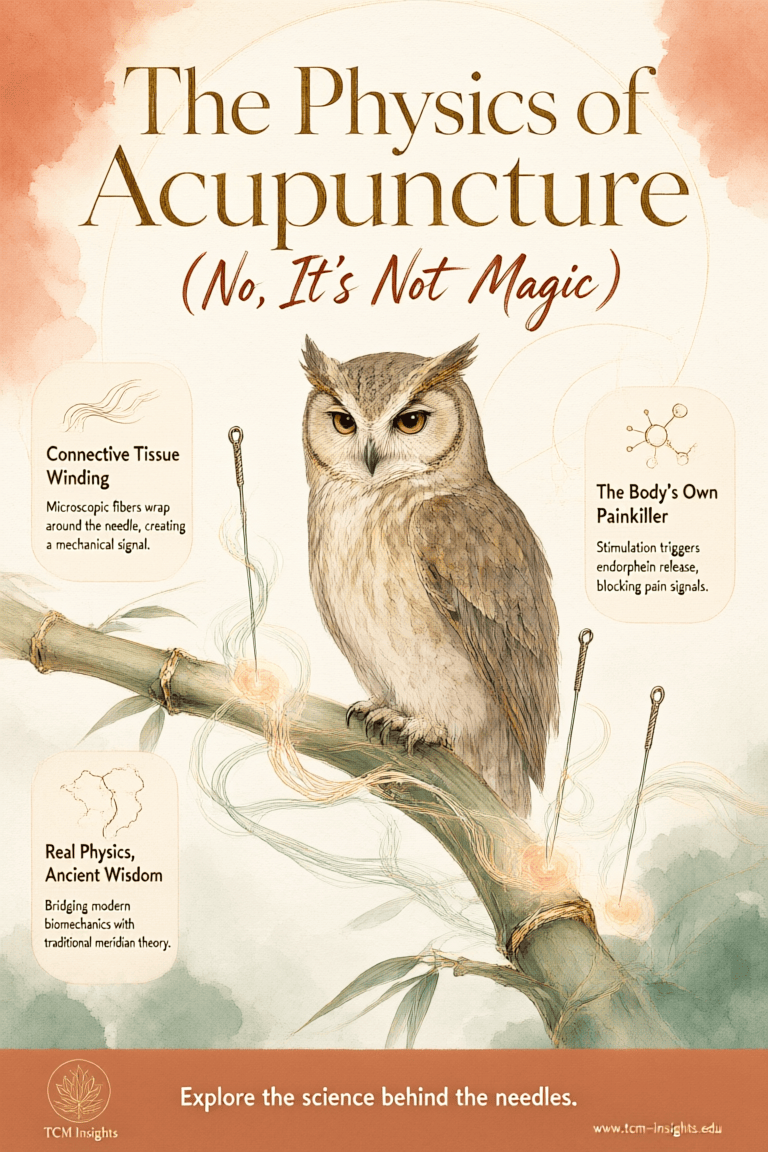 The Physics of
Acupuncture
(No, It's Not Magic)
Connective Tissue
Winding
Microscopic fibers wrap
around the needle, creating
a mechanical signal.
The Body's Own
Painkiller
Stimulation triggers
endorphein release,
blocking pain signals.
Real Physics,
Ancient Wisdom
Bridging modern
biomechanics with
traditional meridian theory.
TCM Insights
Explore the science behind the needles.
www.tcm-insights.edu